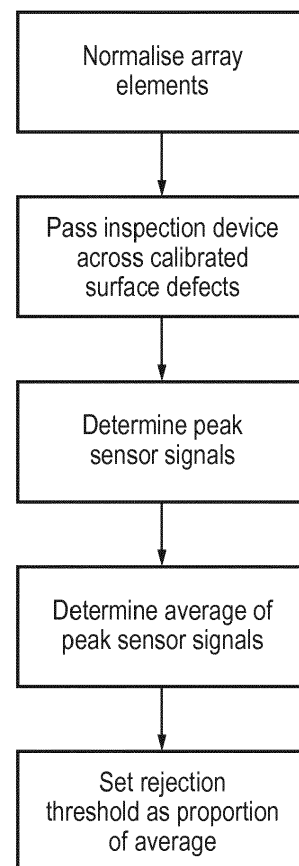 Normalise array
elements
Pass inspection device
across calibrated
surface defects
Determine peak
sensor signals
Determine average of
peak sensor signals
Set rejection
threshold as proportion
of average